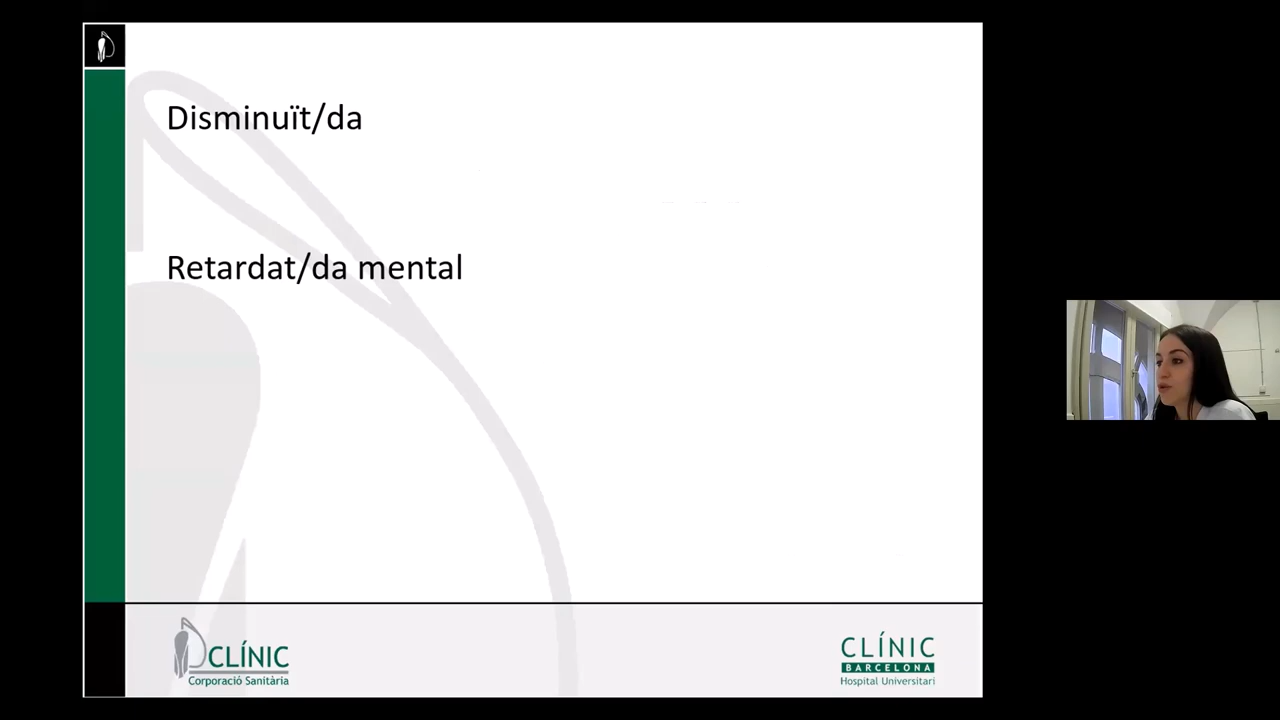 Disminuït/da
Retardat/da mental
CLÍNIC
Corporació Sanitària
CLÍNIC
BARCELONA
Hospital Universitari